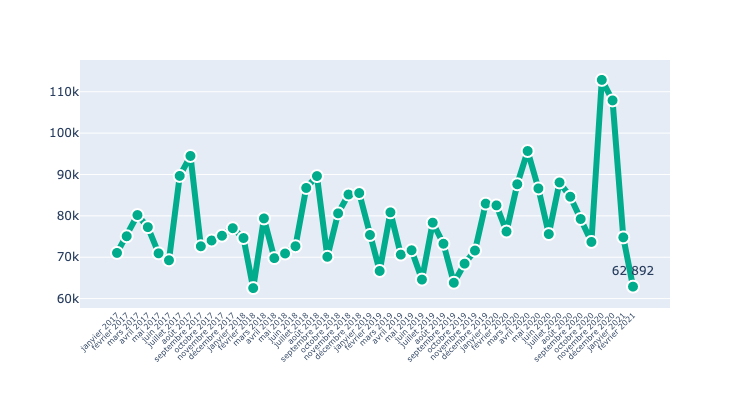 110k
100k
90k
80k
70k
60k
62 892
janvier 2017
février 2017
mars 2017
avril 2017
mai 2017
juin 2017
juillet 2017
août 2017
septembre 2017
octobre 2017
novembre 2017
décembre 2017
janvier 2018
février 2018
mars 2018
avril 2018
mai 2018
juin 2018
juillet 2018
août 2018
septembre 2018
octobre 2018
novembre 2018
décembre 2018
janvier 2019
février 2019
mars 2019
avril 2019
mai 2019
juin 2019
juillet 2019
août 2019
septembre 2019
octobre 2019
novembre 2019
décembre 2019
janvier 2020
février 2020
mars 2020
avril 2020
mai 2020
juin 2020
juillet 2020
août 2020
septembre 2020
octobre 2020
novembre 2020
décembre 2020
janvier 2021
février 2021